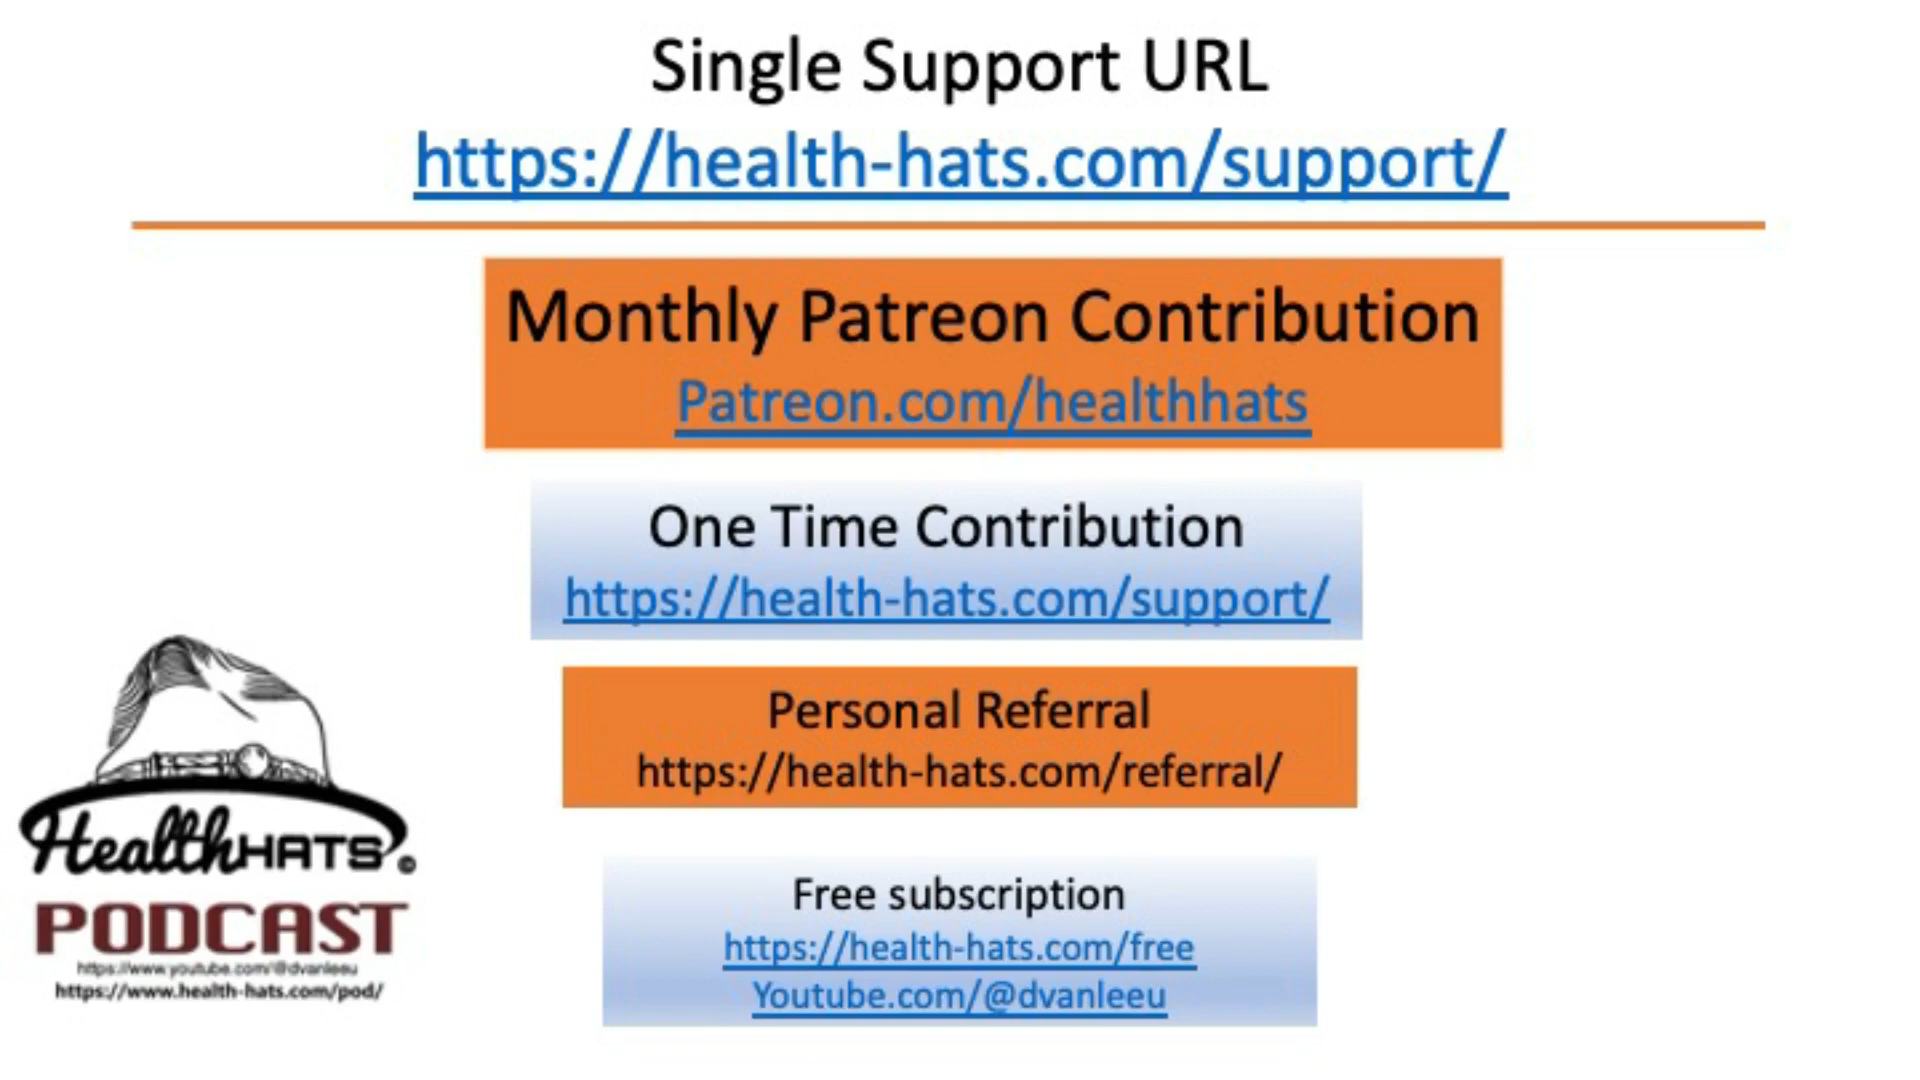 Single Support URL
https://health-hats.com/support/
Monthly Patreon Contribution
Patreon.com/healthhats
One Time Contribution
https://health-hats.com/support/
Personal Referral
https://health-hats.com/referral/
Free subscription
https://health-hats.com/free
Youtube.com/@dvanleeu
HealthHATS.
PODCAST
https://www.youtube.com/@dvanleeu
https://www.health-hats.com/pod/